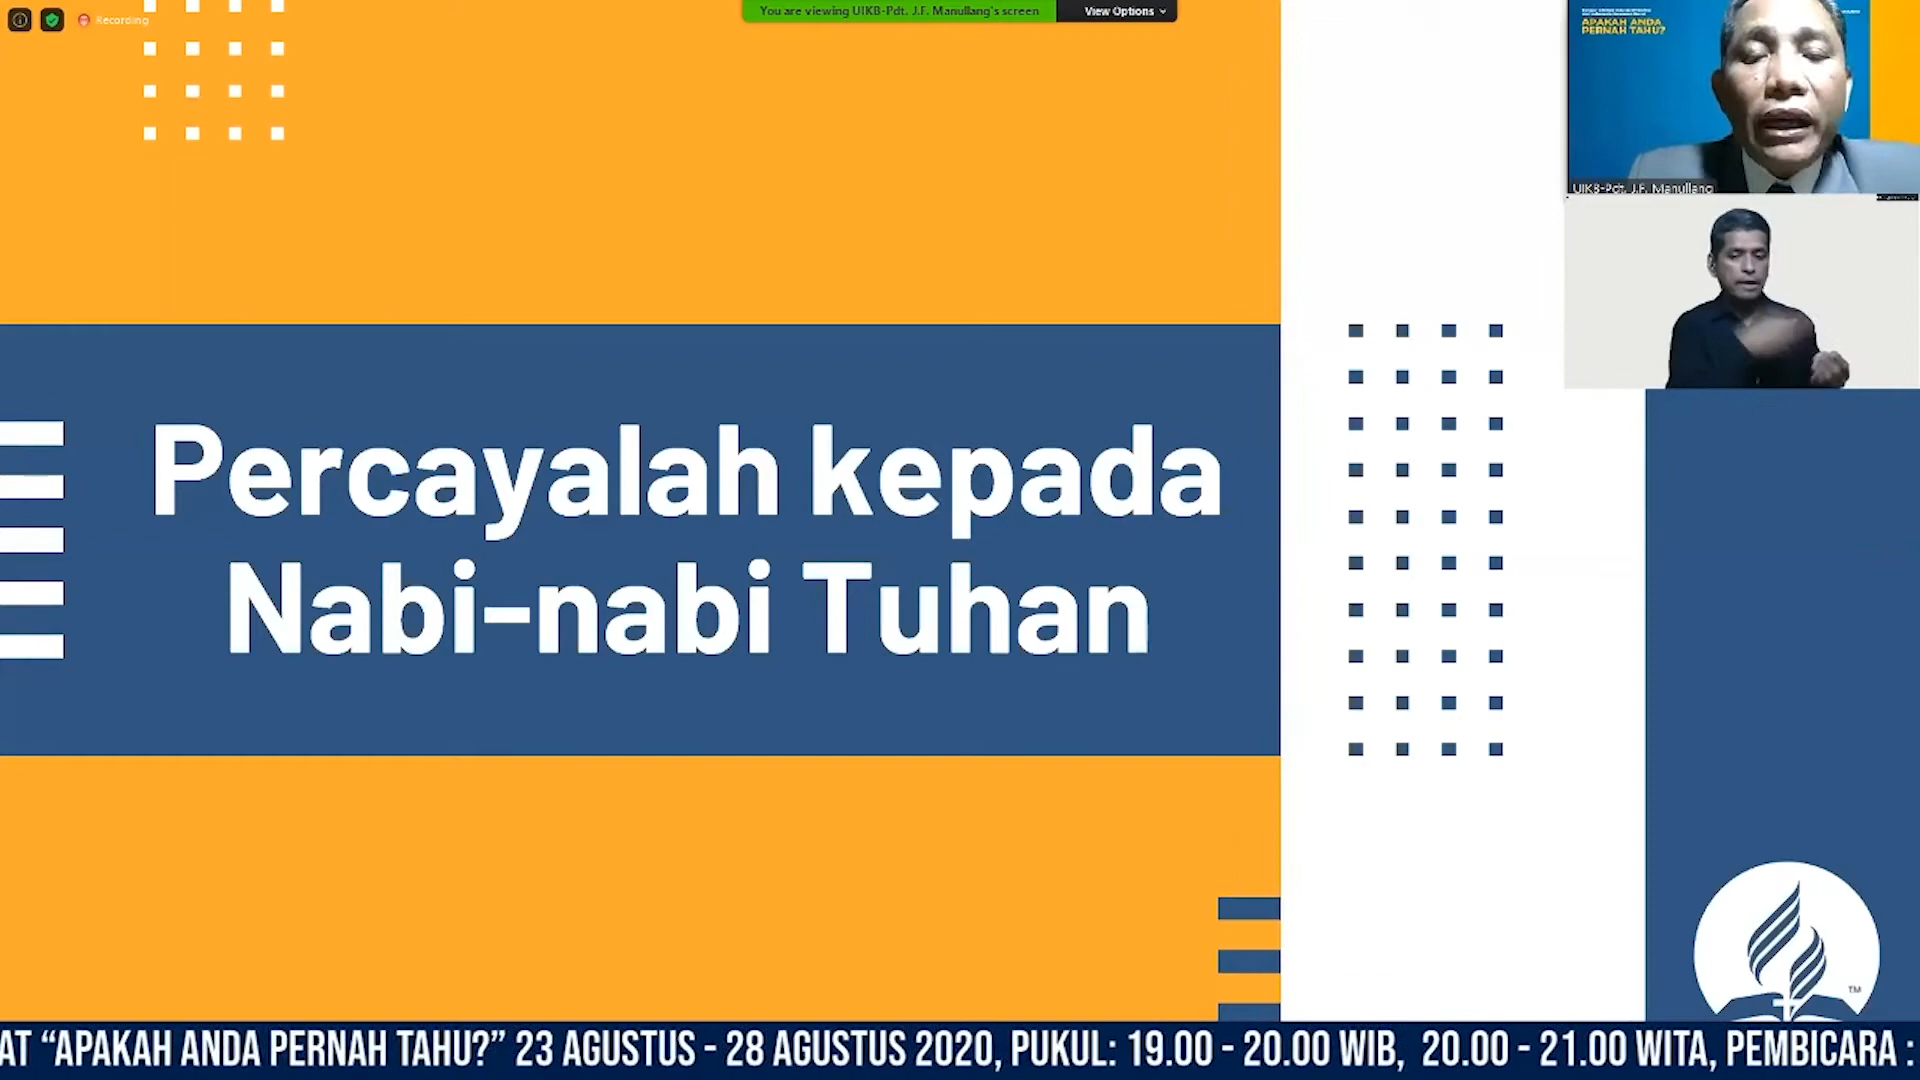 Recording
You are viewing UIKB-Pdt. J.F. Manullang's screen
View Options
APAKAH ANDA
PERNAH TAHU?
UIKB-Pdt. J.F. Manullang
Percayalah kepada
Nabi-nabi Tuhan
TM
AT “APAKAH ANDA PERNAH TAHU?” 23 AGUSTUS - 28 AGUSTUS 2020, PUKUL: 19.00 - 20.00 WIB, 20.00 - 21.00 WITA, PEMBICARA :